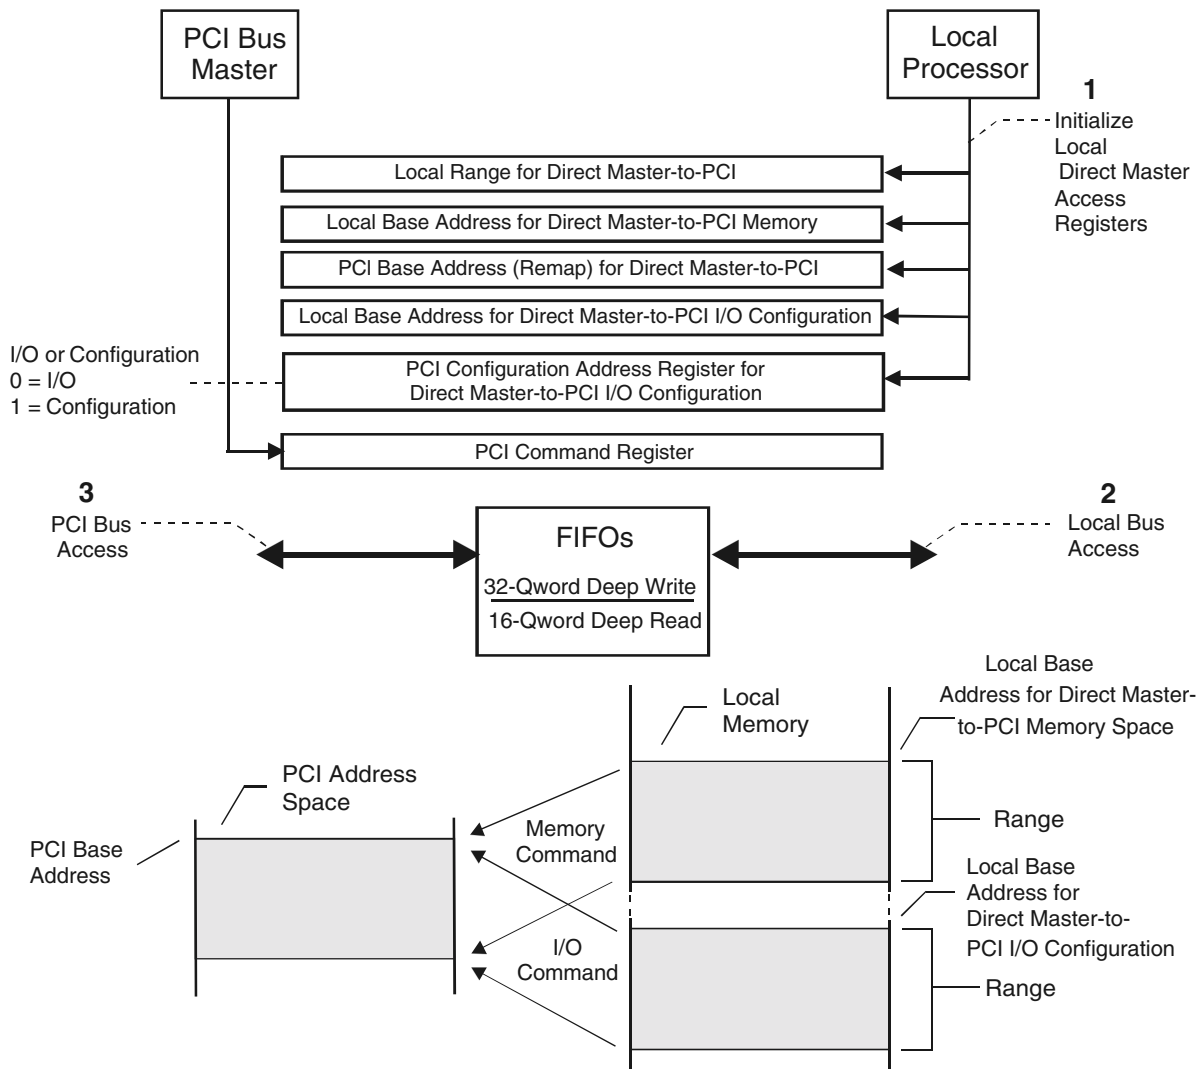 PCI Bus
Master
Local
Processor
1
Initialize
Local
Direct Master
Access
Registers
Local Range for Direct Master-to-PCI
Local Base Address for Direct Master-to-PCI Memory
PCI Base Address (Remap) for Direct Master-to-PCI
Local Base Address for Direct Master-to-PCI I/O Configuration
I/O or Configuration
0 = I/O
1 = Configuration
PCI Configuration Address Register for
Direct Master-to-PCI I/O Configuration
PCI Command Register
3
PCI Bus
Access
FIFOs
32-Qword Deep Write
16-Qword Deep Read
2
Local Bus
Access
Local Base
Address for Direct Master-
to-PCI Memory Space
Local
Memory
PCI Address
Space
PCI Base
Address
Memory
Command
Range
Local Base
Address for
Direct Master-to-
PCI I/O Configuration
I/O
Command
Range